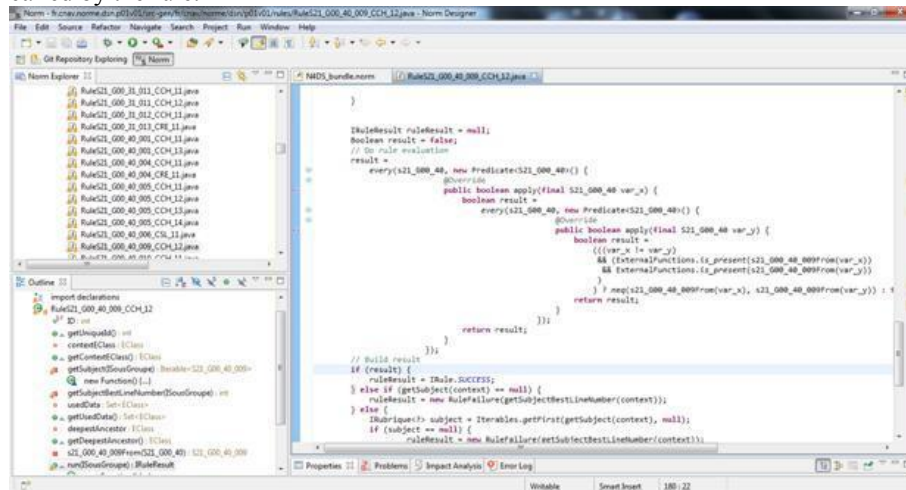 Norm - fr.cnav.norme.dsn.p01v01/src-gen/fr/cnav/norme/dsn/p01v01/rules/RuleS21_G00_40_009_CCH_12.java - Norm Designer
File Edit Source Refactor Navigate Search Project Run Window Help
Git Repository Exploring Norm
Norm Explorer
RuleS21_G00_31_011_CCH_11.java
RuleS21_G00_31_011_CCH_12.java
RuleS21_G00_31_012_CCH_11.java
RuleS21_G00_31_013_CRE_11.java
RuleS21_G00_40_001_CCH_11.java
RuleS21_G00_40_001_CCH_13.java
RuleS21_G00_40_004_CCH_11.java
RuleS21_G00_40_004_CRE_11.java
RuleS21_G00_40_005_CCH_11.java
RuleS21_G00_40_005_CCH_12.java
RuleS21_G00_40_005_CCH_13.java
RuleS21_G00_40_005_CCH_14.java
RuleS21_G00_40_006_CSL_11.java
RuleS21_G00_40_009_CCH_12.java
Outline
import declarations
RuleS21_G00_40_009_CCH_12
ID : int
getUniqueId() : int
contextEClass : EClass
getContextEClass() : EClass
getSubject(ISousGroupe) : Iterable<S21_G00_40_009>
new Function() {...}
getSubjectBestLineNumber(ISousGroupe) : int
usedData : Set<EClass>
getUsedData() : Set<EClass>
deepestAncestor : EClass
getDeepestAncestor() : EClass
s21_G00_40_009From(S21_G00_40) : S21_G00_40_009
run(ISousGroupe) : IRuleResult
N4DS_bundle.norm RuleS21_G00_40_009_CCH_12.java
}
IRuleResult ruleResult = null;
Boolean result = false;
// Do rule evaluation
result =
every(s21_G00_40, new Predicate<S21_G00_40>() {
@Override
public boolean apply(final S21_G00_40 var_x) {
boolean result =
every(s21_G00_40, new Predicate<S21_G00_40>() {
@Override
public boolean apply(final S21_G00_40 var_y) {
boolean result =
(((var_x != var_y)
&& (ExternalFunctions.is_present(s21_G00_40_009From(var_x))
&& ExternalFunctions.is_present(s21_G00_40_009From(var_y))
)
) ? neq(s21_G00_40_009From(var_x), s21_G00_40_009From(var_y)) :
return result;
}
});
return result;
}
});
// Build result
if (result) {
ruleResult = IRule.SUCCESS;
} else if (getSubject(context) == null) {
ruleResult = new RuleFailure(getSubjectBestLineNumber(context));
} else {
IRubrique<?> subject = Iterables.getFirst(getSubject(context), null);
if (subject == null) {
ruleResult = new RuleFailure(getSubjectBestLineNumber(context));
Properties Problems Impact Analysis Error Log
Writable Smart Insert 180 : 22